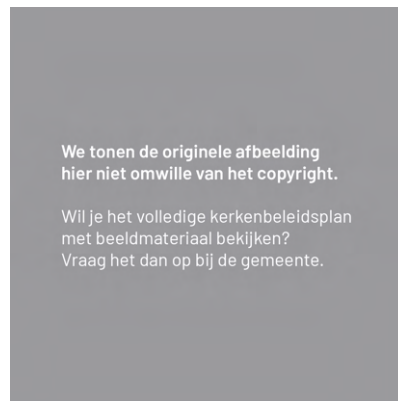 We tonen de originele afbeelding
hier niet omwille van het copyright.
Wil je het volledige kerkenbeleidsplan
met beeldmateriaal bekijken?
Vraag het dan op bij de gemeente.